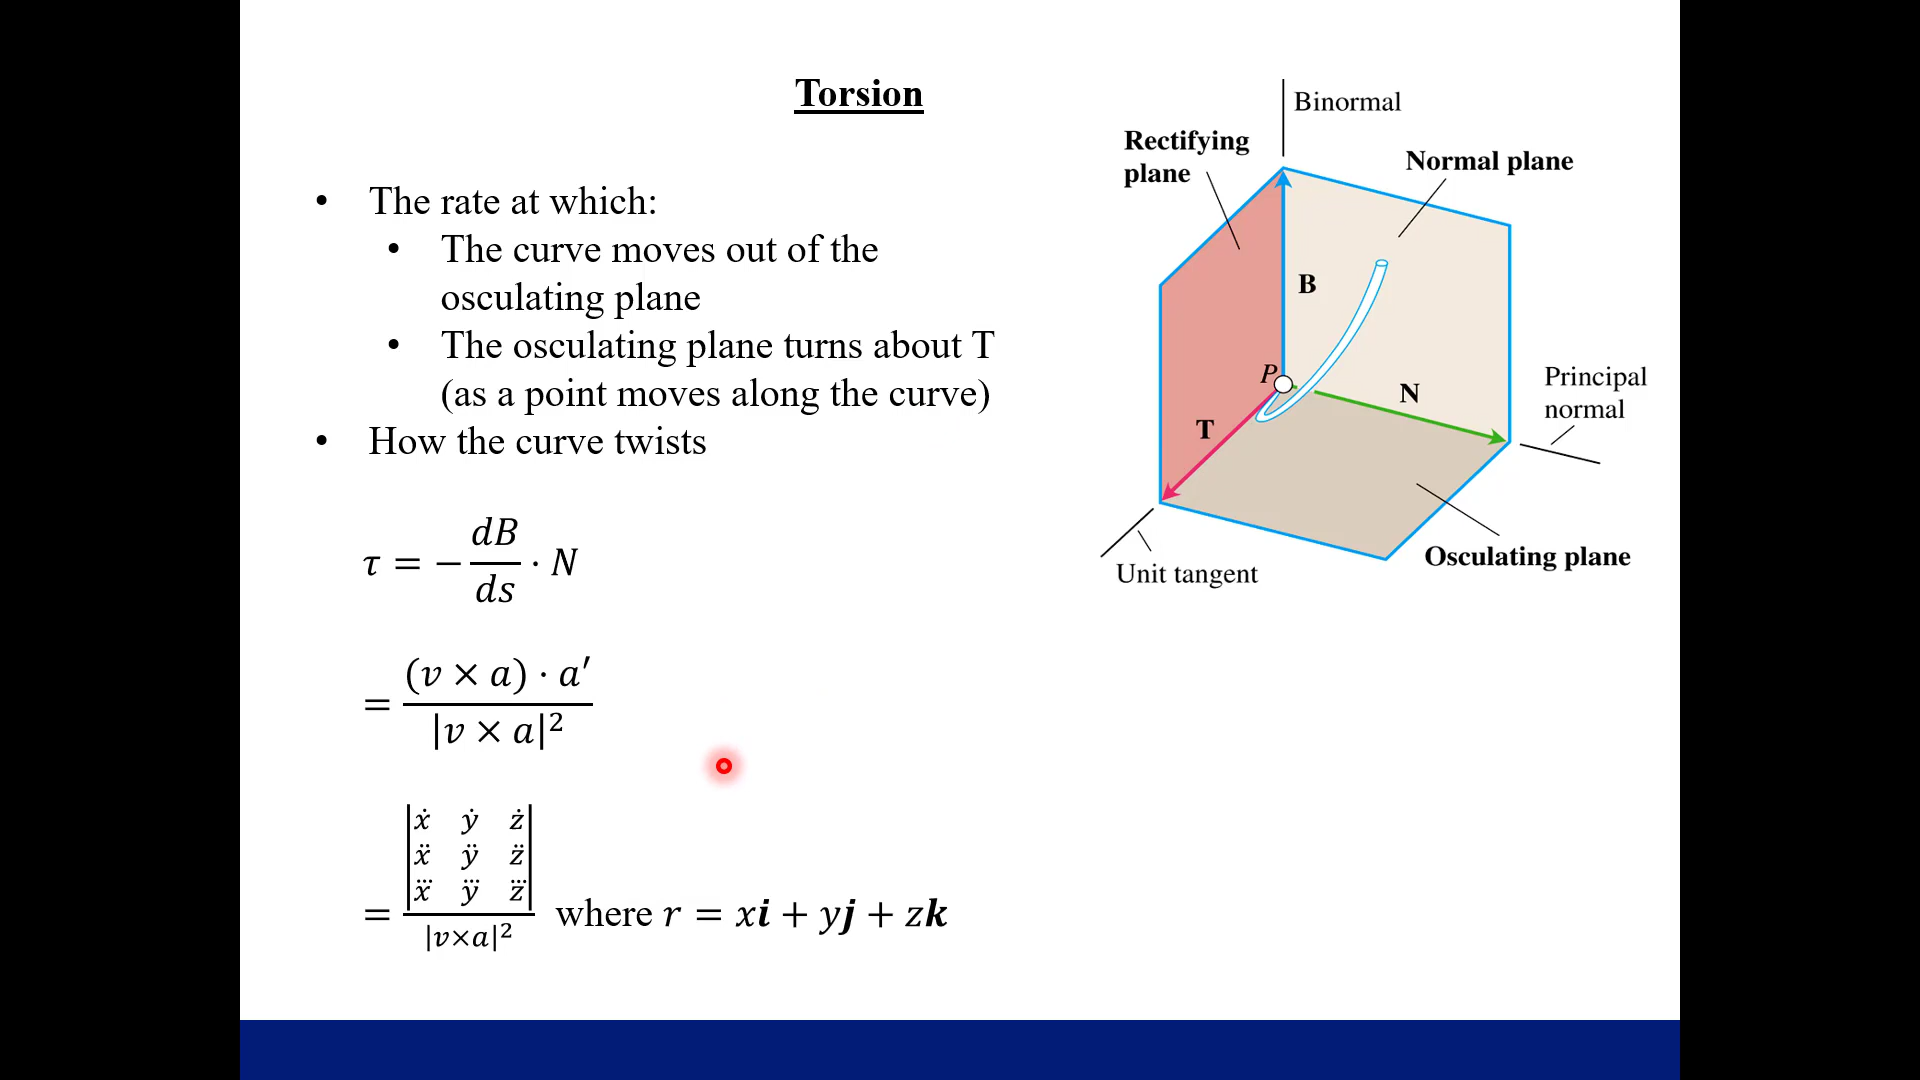 Torsion
• The rate at which:
• The curve moves out of the
osculating plane
• The osculating plane turns about T
(as a point moves along the curve)
• How the curve twists
τ = − dB/ds · N
= (v × a) · a′ / |v × a|²
= |ẋ ẏ ż|
|ẍ ÿ z̈|
|x⃛ y⃛ z⃛|
/ |v×a|² where r = xi + yj + zk
Binormal
Rectifying
plane
Normal plane
B
P
N
T
Principal
normal
Osculating plane
Unit tangent